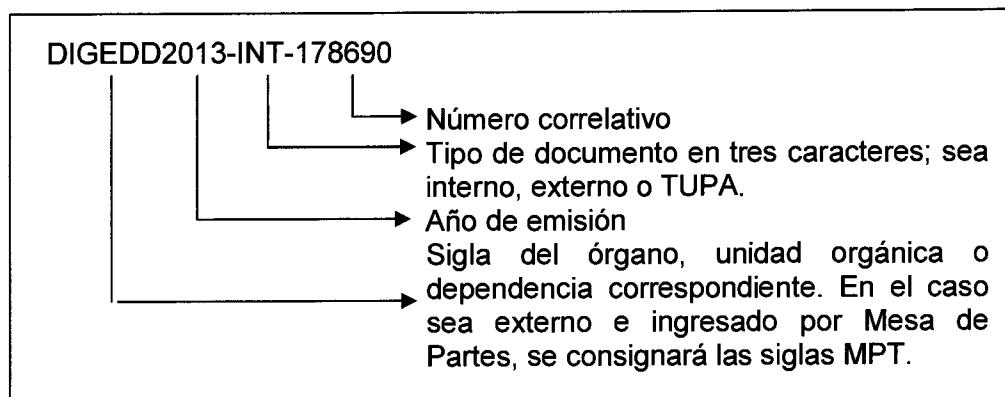 DIGEDD2013-INT-178690
Número correlativo
Tipo de documento en tres caracteres; sea
interno, externo o TUPA.
Año de emisión
Sigla del órgano, unidad orgánica o
dependencia correspondiente. En el caso
sea externo e ingresado por Mesa de
Partes, se consignará las siglas MPT.